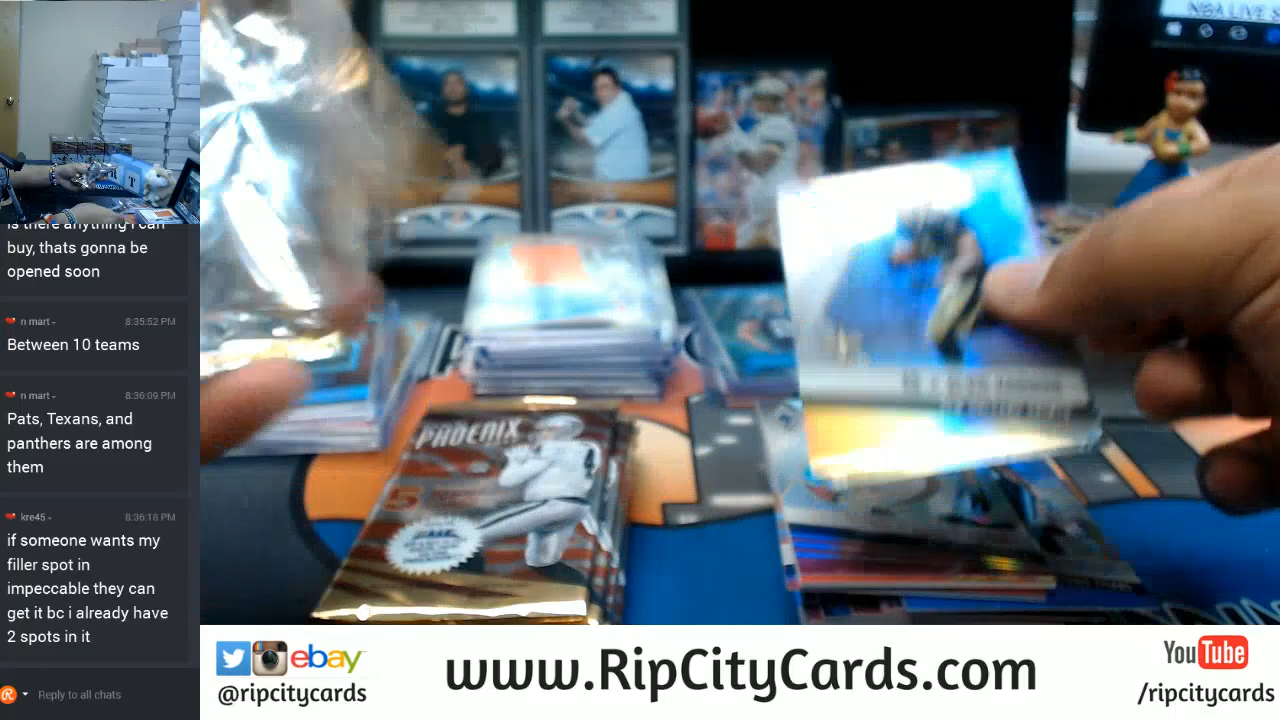 is there anything I can
buy, thats gonna be
opened soon
n mart
8:35:52 PM
Between 10 teams
n mart
8:36:09 PM
Pats, Texans, and
panthers are among
them
kre45
8:36:18 PM
if someone wants my
filler spot in
impeccable they can
get it bc i already have
2 spots in it
Reply to all chats
NBA LIVE S
R T
PHOENIX
5
4
ebay
@ripcitycards
www.RipCityCards.com
YouTube
/ripcitycards